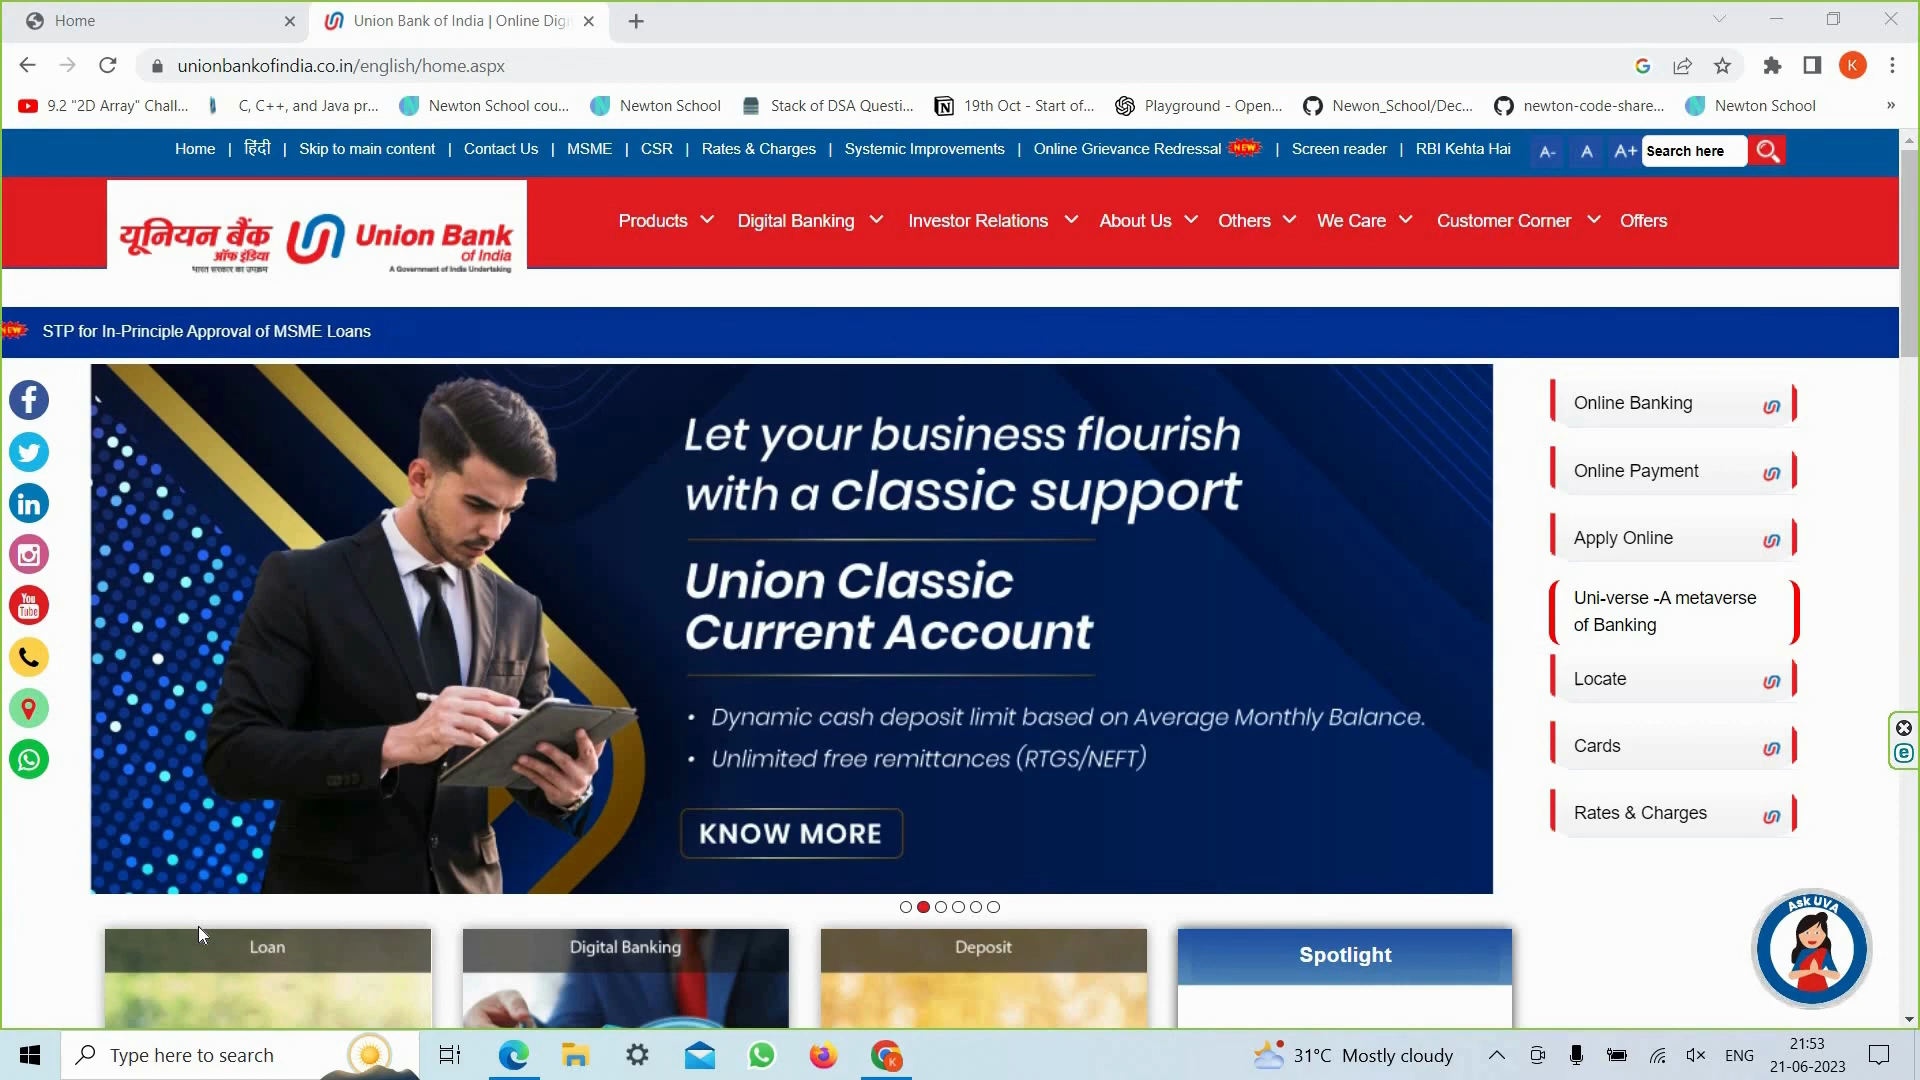 Home
Union Bank of India | Online Dig
unionbankofindia.co.in/english/home.aspx
K
9.2 "2D Array" Chall...
C, C++, and Java pr...
Newton School cou...
Newton School
Stack of DSA Questi...
19th Oct - Start of...
Playground - Open...
Newon_School/Dec...
newton-code-share...
Newton School
»
Home | हिंदी | Skip to main content | Contact Us | MSME | CSR | Rates & Charges | Systemic Improvements | Online Grievance Redressal NEW | Screen reader | RBI Kehta Hai
A- A A+ Search here
यूनियन बैंक
ऑफ इंडिया
भारत सरकार का उपक्रम
Union Bank
of India
A Government of India Undertaking
Products
Digital Banking
Investor Relations
About Us
Others
We Care
Customer Corner
Offers
NEW STP for In-Principle Approval of MSME Loans
You
Tube
Let your business flourish
with a classic support
Union Classic
Current Account
• Dynamic cash deposit limit based on Average Monthly Balance.
• Unlimited free remittances (RTGS/NEFT)
KNOW MORE
Online Banking
Online Payment
Apply Online
Uni-verse -A metaverse
of Banking
Locate
Cards
Rates & Charges
Ask UVA
Loan
Digital Banking
Deposit
Spotlight
Type here to search
K
31°C Mostly cloudy
ENG
21:53
21-06-2023